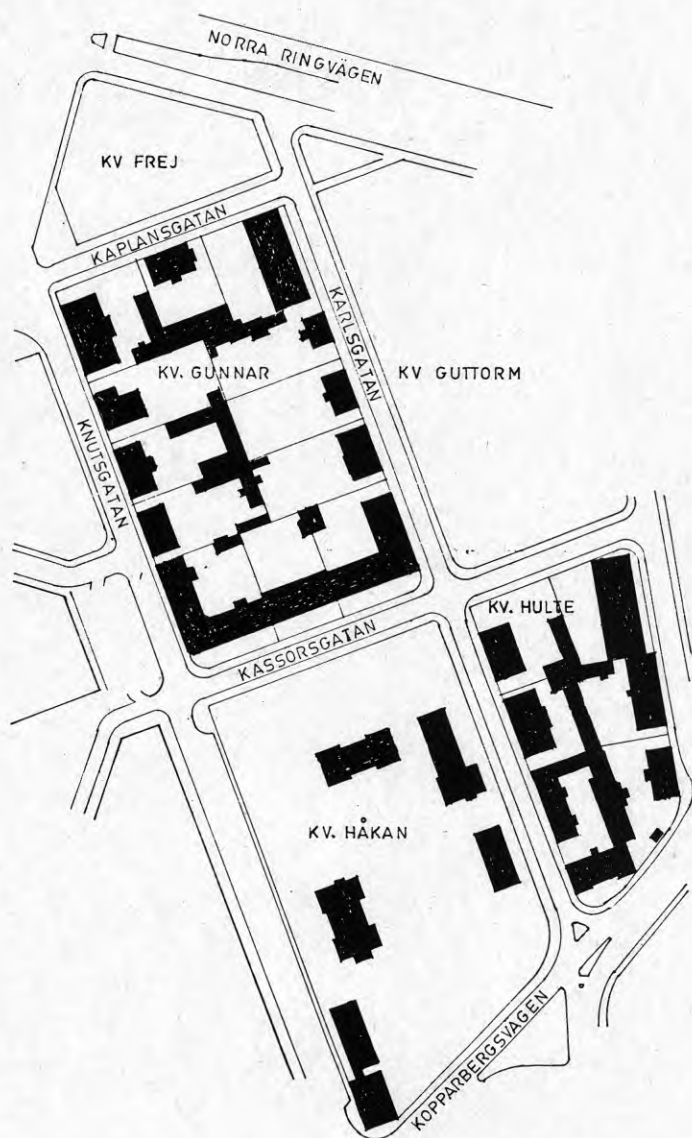 NORRA RINGVÄGEN
KV FREJ
KAPLANSGATAN
KARLSGATAN
KV. GUNNAR
KV GUTTORM
KNUTSGATAN
KV. HULTE
KASSORSGATAN
KV. HÅKAN
KOPPARBERGSVÄGEN